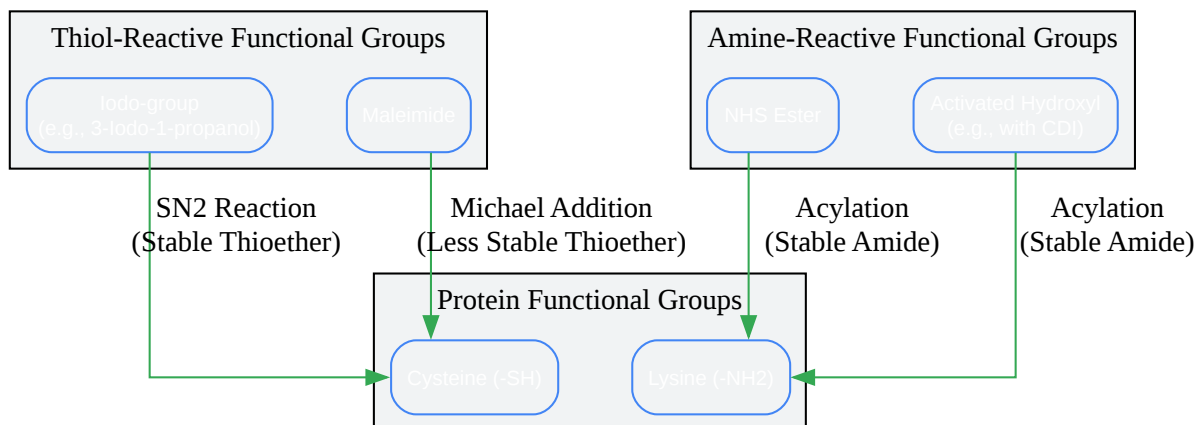 Thiol-Reactive Functional Groups
Amine-Reactive Functional Groups
Iodo-group
(e.g., 3-Iodo-1-propanol)
Maleimide
NHS Ester
Activated Hydroxyl
(e.g., with CDI)
SN2 Reaction
(Stable Thioether)
Michael Addition
(Less Stable Thioether)
Acylation
(Stable Amide)
Acylation
(Stable Amide)
Protein Functional Groups
Cysteine (-SH)
Lysine (-NH2)